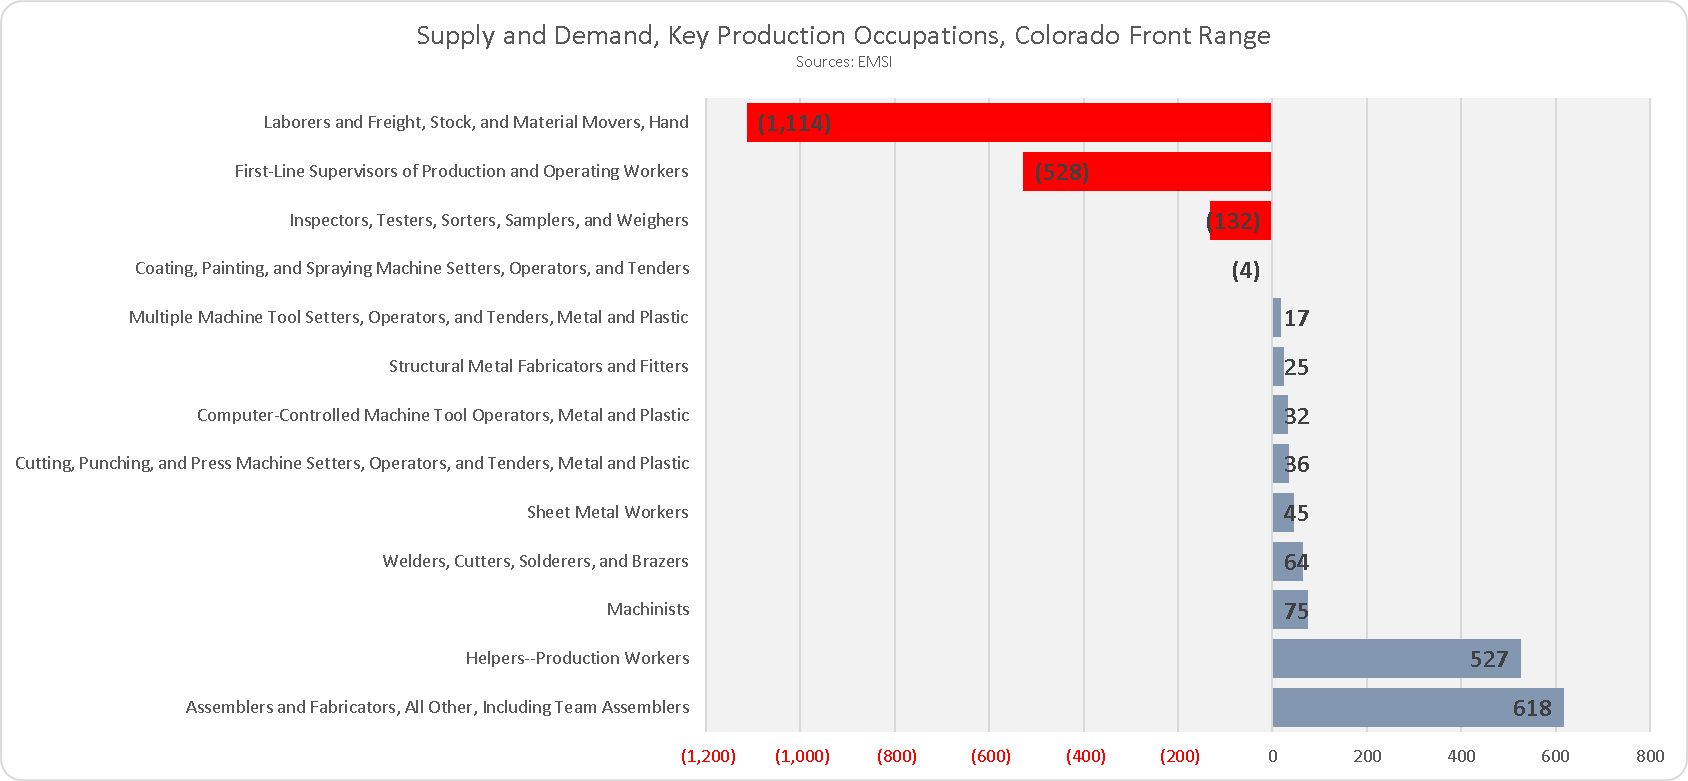 Supply and Demand, Key Production Occupations, Colorado Front Range
Sources: EMSI
Laborers and Freight, Stock, and Material Movers, Hand (1,114)
First-Line Supervisors of Production and Operating Workers (528)
Inspectors, Testers, Sorters, Samplers, and Weighers (132)
Coating, Painting, and Spraying Machine Setters, Operators, and Tenders (4)
Multiple Machine Tool Setters, Operators, and Tenders, Metal and Plastic 17
Structural Metal Fabricators and Fitters 25
Computer-Controlled Machine Tool Operators, Metal and Plastic 32
Cutting, Punching, and Press Machine Setters, Operators, and Tenders, Metal and Plastic 36
Sheet Metal Workers 45
Welders, Cutters, Solderers, and Brazers 64
Machinists 75
Helpers--Production Workers 527
Assemblers and Fabricators, All Other, Including Team Assemblers 618
(1,200) (1,000) (800) (600) (400) (200) 0 200 400 600 800